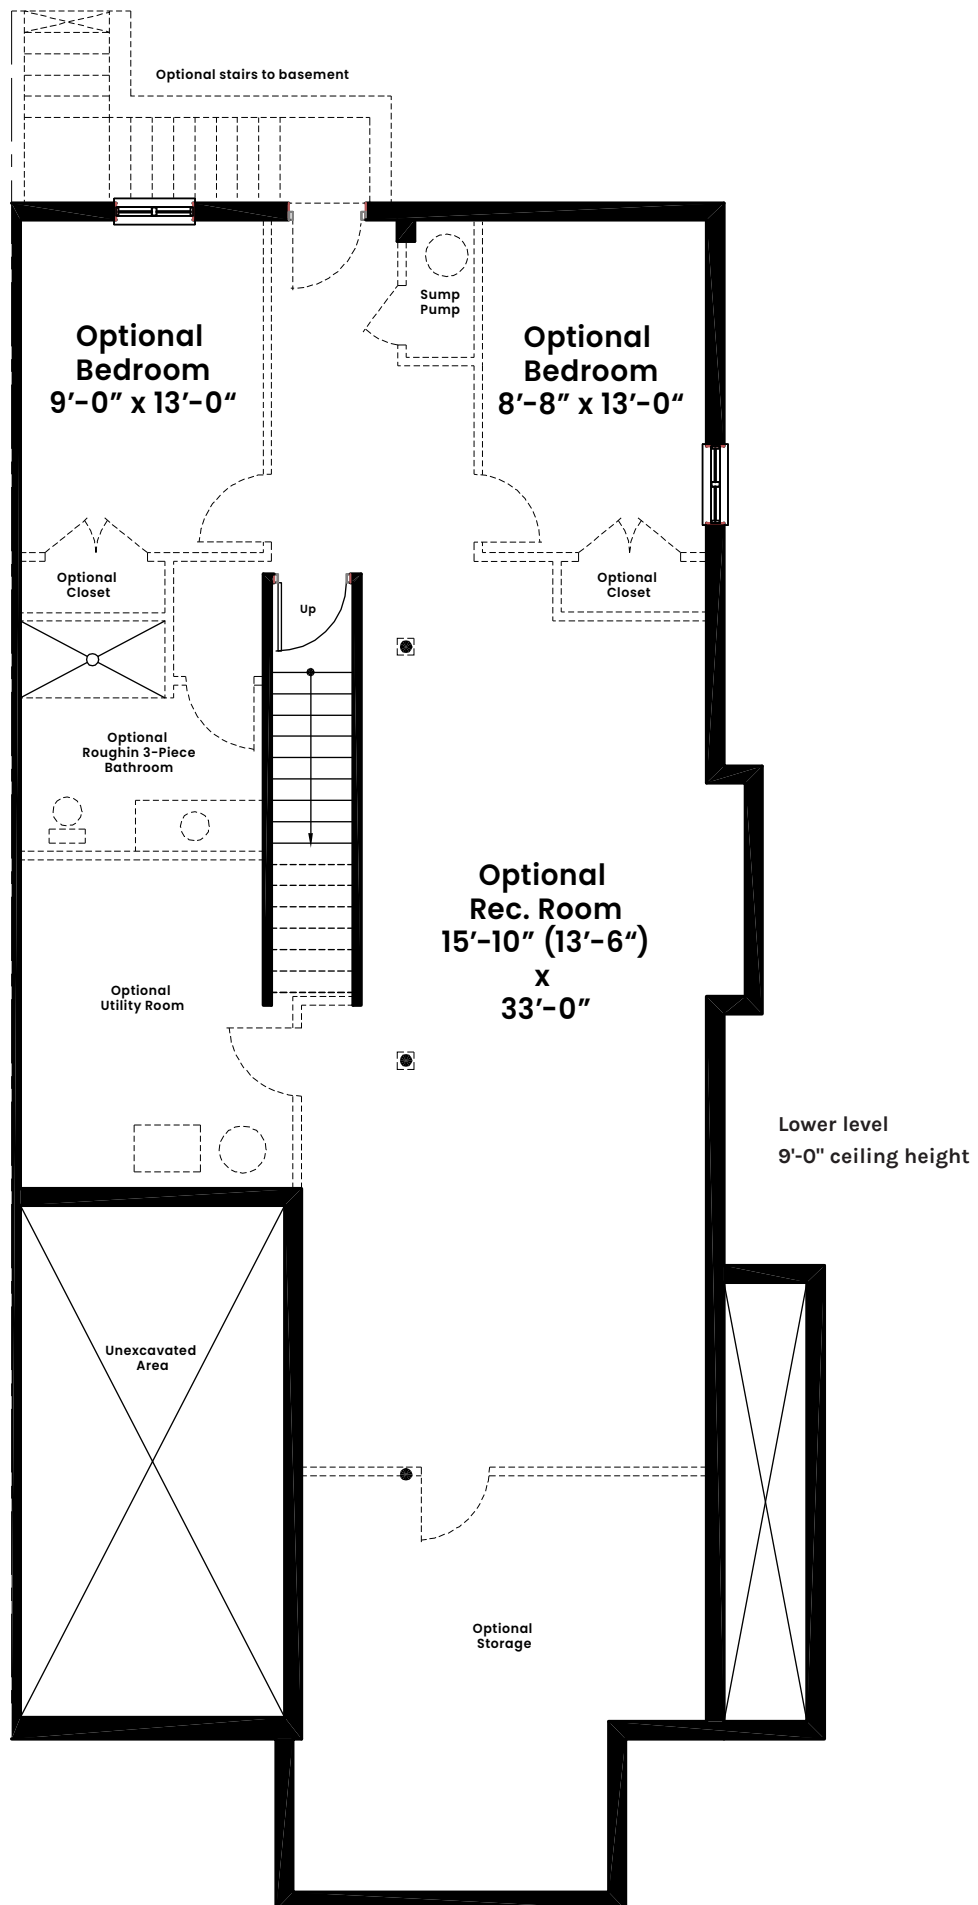 Optional stairs to basement
Sump
Pump
Optional
Bedroom
9’-0” x 13’-0“
Optional
Bedroom
8’-8” x 13’-0“
Optional
Closet
Optional
Closet
Up
Optional
Roughin 3-Piece
Bathroom
Optional
Rec. Room
15’-10” (13’-6“)
x
33’-0”
Optional
Utility Room
Lower level
9'-0" ceiling height
Unexcavated
Area
Optional
Storage